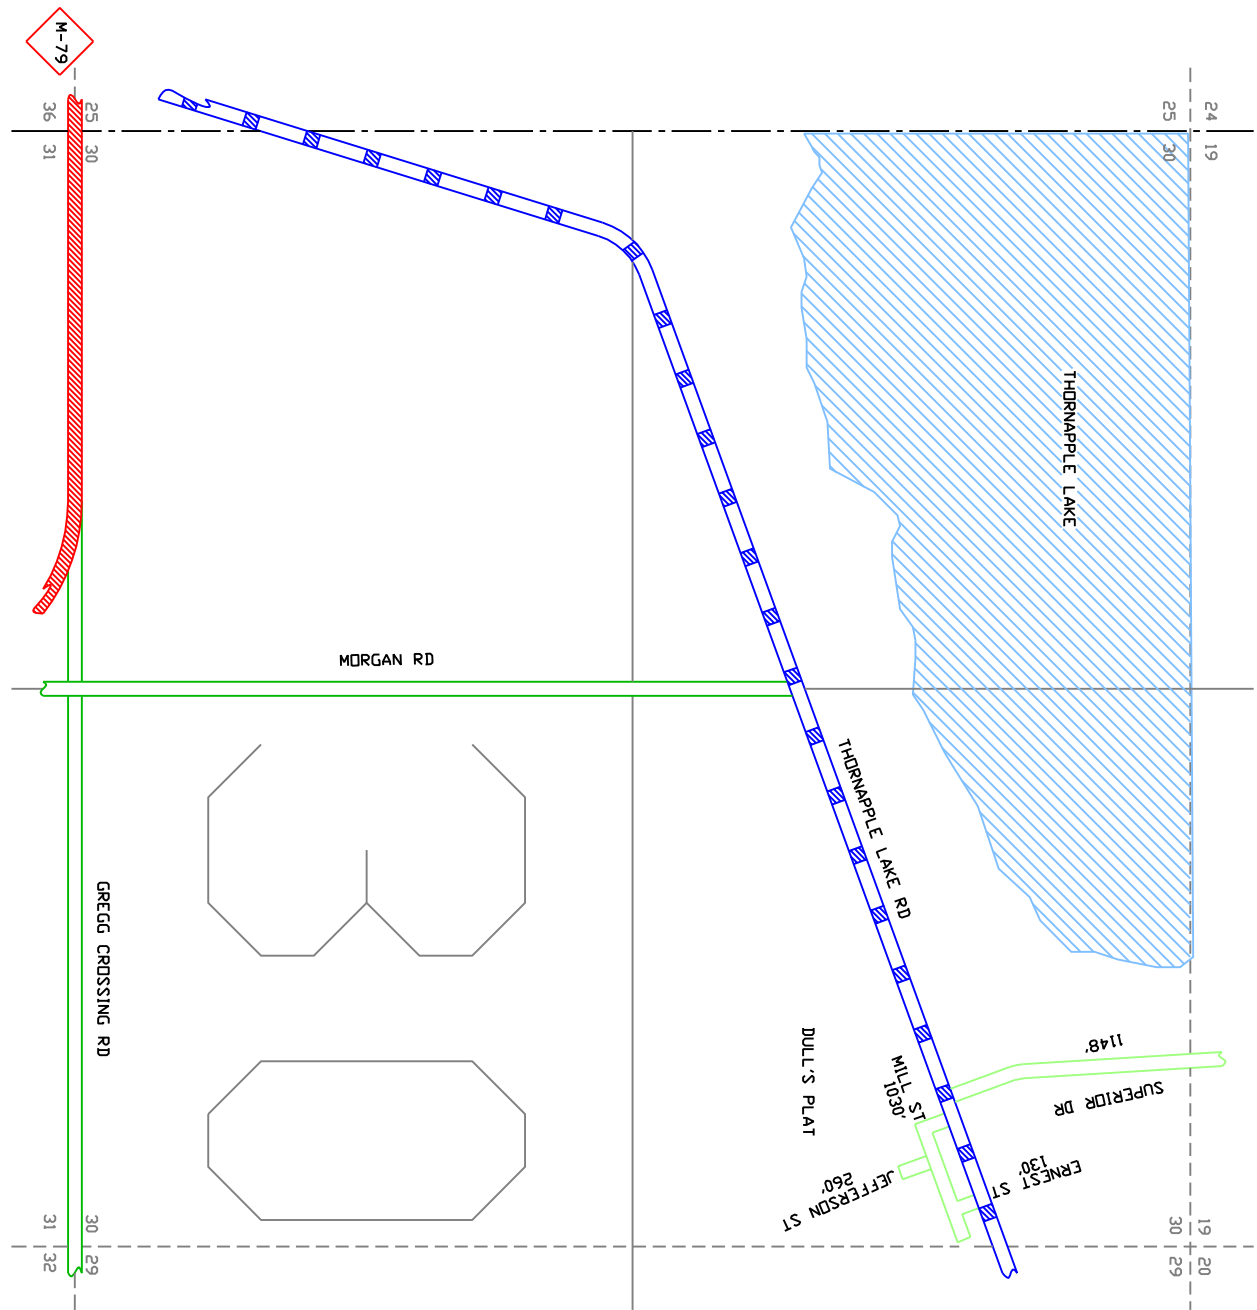 24 19
25 30
19 20
30 29
THORNAPPLE LAKE
1148'
SUPERIOR DR
ERNEST ST
130'
THORNAPPLE LAKE RD
MILL ST
1030'
JEFFERSON ST
260'
DULL'S PLAT
MORGAN RD
30
GREGG CROSSING RD
M-79
25 30
36 31
30 29
31 32